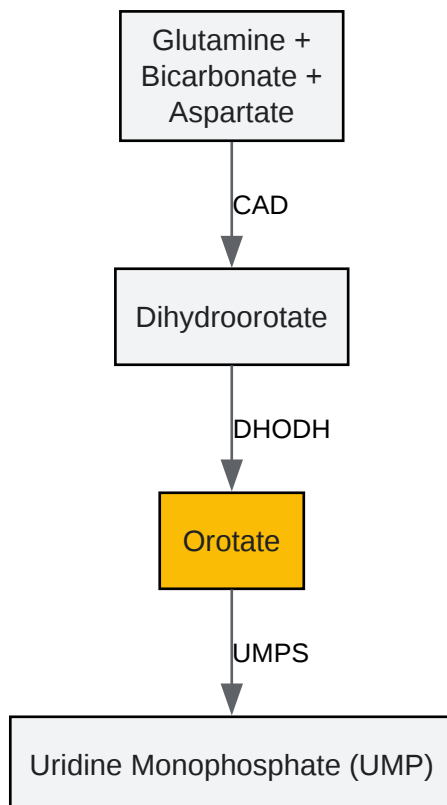 Glutamine +
Bicarbonate +
Aspartate
CAD
Dihydroorotate
DHODH
Orotate
UMPS
Uridine Monophosphate (UMP)